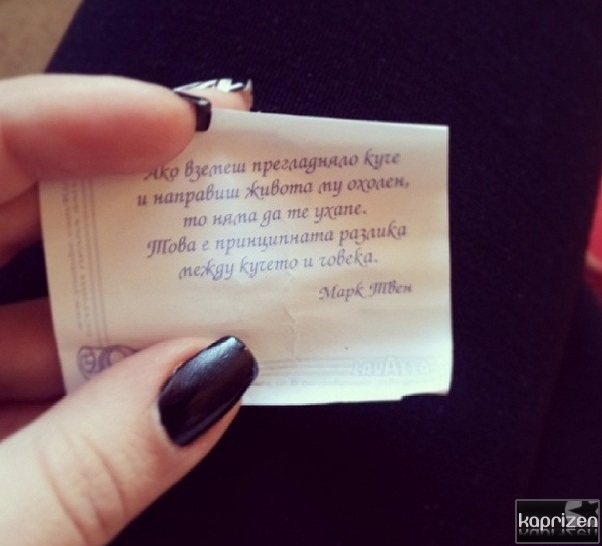 Ако вземеш прегладняло куче
и направиш живота му охолен,
то няма да те ухапе.
Това е принципната разлика
между кучето и човека.
Марк Твен
LAVAZZA
kaprizen